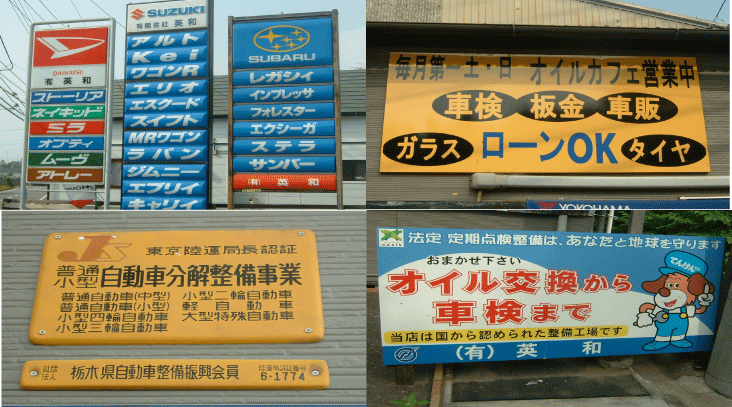 DAIHATSU
(有)英和
ストーリア
ネイキッド
ミラ
オプティ
ムーヴ
アトレー
SUZUKI
有限会社 英和
アルト
Kei
ワゴンR
エリオ
エスクード
スイフト
MRワゴン
ラパン
ジムニー
エブリイ
キャリイ
SUBARU
レガシィ
インプレッサ
フォレスター
エクシーガ
ステラ
サンバー
(有)英和
毎月第一土・日 オイルカフェ営業中
車検 板金 車販
ガラス ローンOK タイヤ
YOKOHAMA
東京陸運局長認証
普通 小型 自動車分解整備事業
普通自動車(中型) 小型二輪自動車
普通自動車(小型) 軽自動車
小型四輪自動車 大型特殊自動車
小型三輪自動車
社団法人 栃木県自動車整備振興会員
6-1774
法定 定期点検整備は、あなたと地球を守ります
おまかせ下さい
オイル交換から
車検まで
てんけんくん
当店は国から認められた整備工場です
(有) 英 和